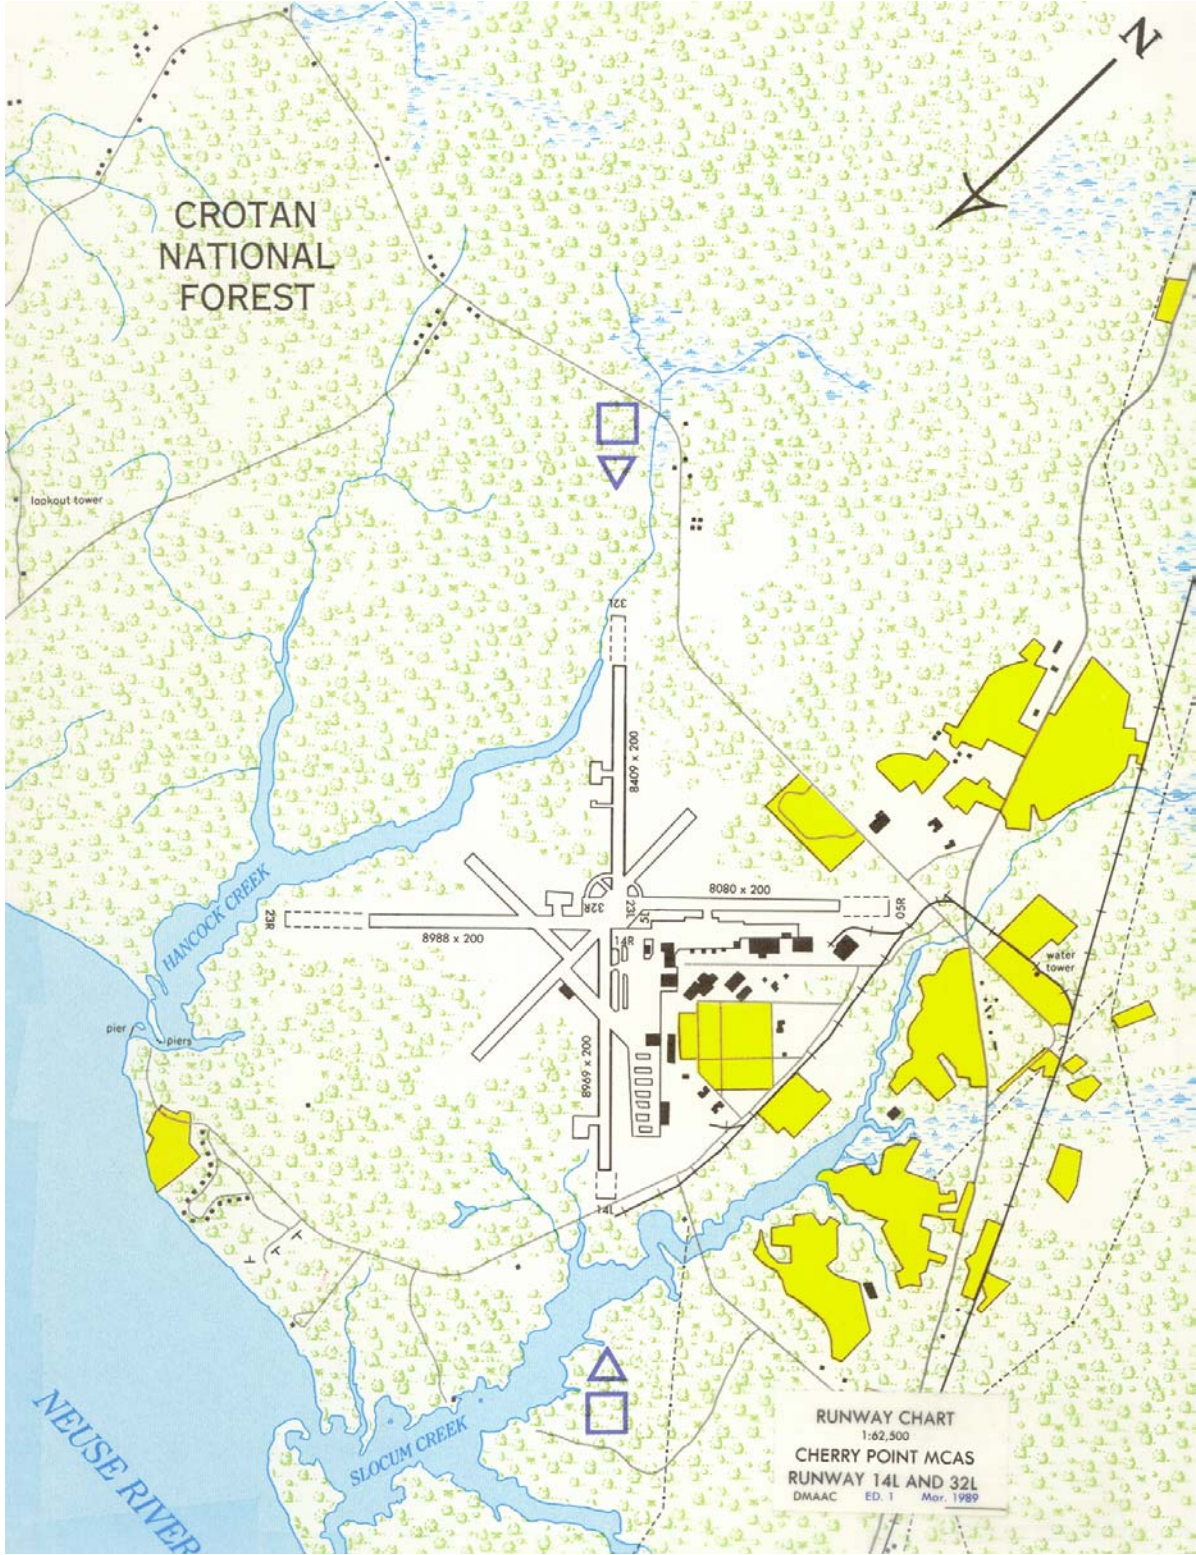 N
CROTAN
NATIONAL
FOREST
lookout tower
32L
8409 x 200
HANCOCK CREEK
8080 x 200
05R
23R
32R
23L
5L
8988 x 200
14R
water
tower
pier
piers
8969 x 200
14L
NEUSE RIVER
SLOCUM CREEK
RUNWAY CHART
1:62,500
CHERRY POINT MCAS
RUNWAY 14L AND 32L
DMAAC ED. 1 Mar. 1989